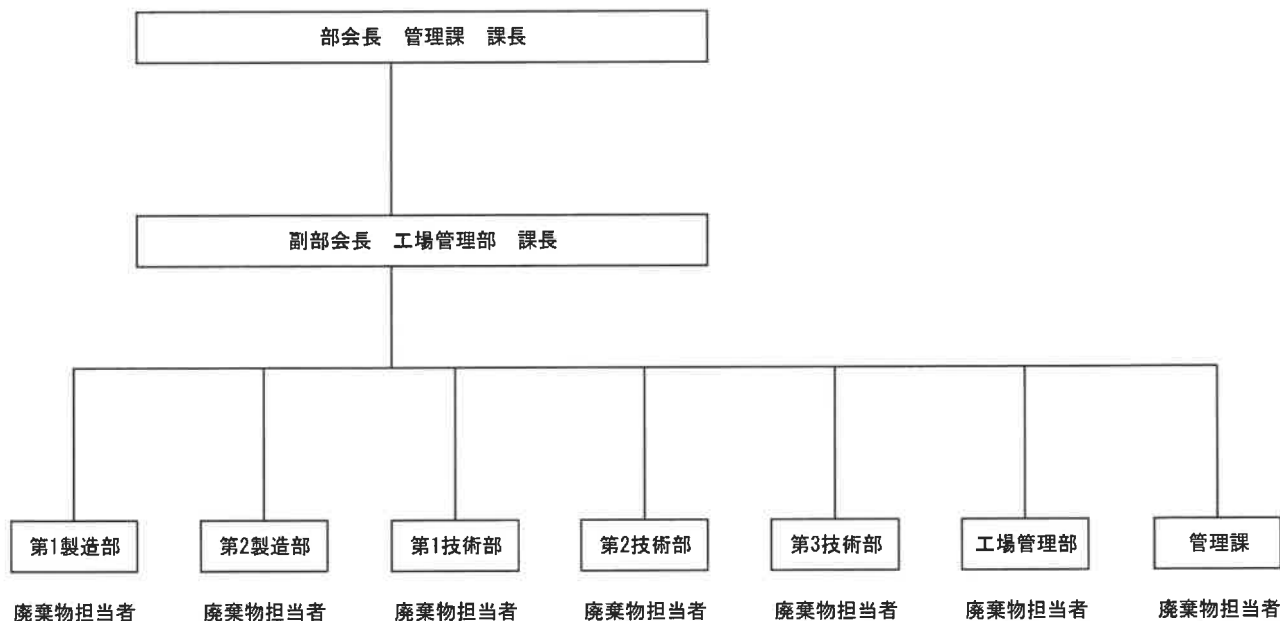 部会長　管理課　課長
副部会長　工場管理部　課長
第1製造部　第2製造部　第1技術部　第2技術部　第3技術部　工場管理部　管理課
廃棄物担当者　廃棄物担当者　廃棄物担当者　廃棄物担当者　廃棄物担当者　廃棄物担当者　廃棄物担当者